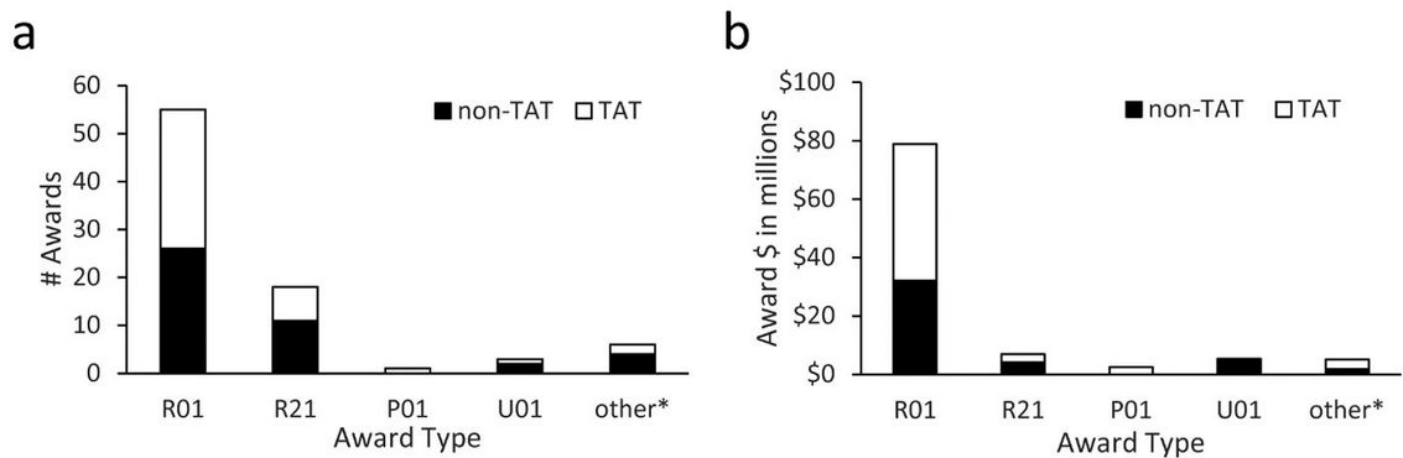 a
# Awards
60
50
40
30
20
10
0
non-TAT TAT
R01 R21 P01 U01 other*
Award Type
b
Award $ in millions
$100
$80
$60
$40
$20
$0
non-TAT TAT
R01 R21 P01 U01 other*
Award Type